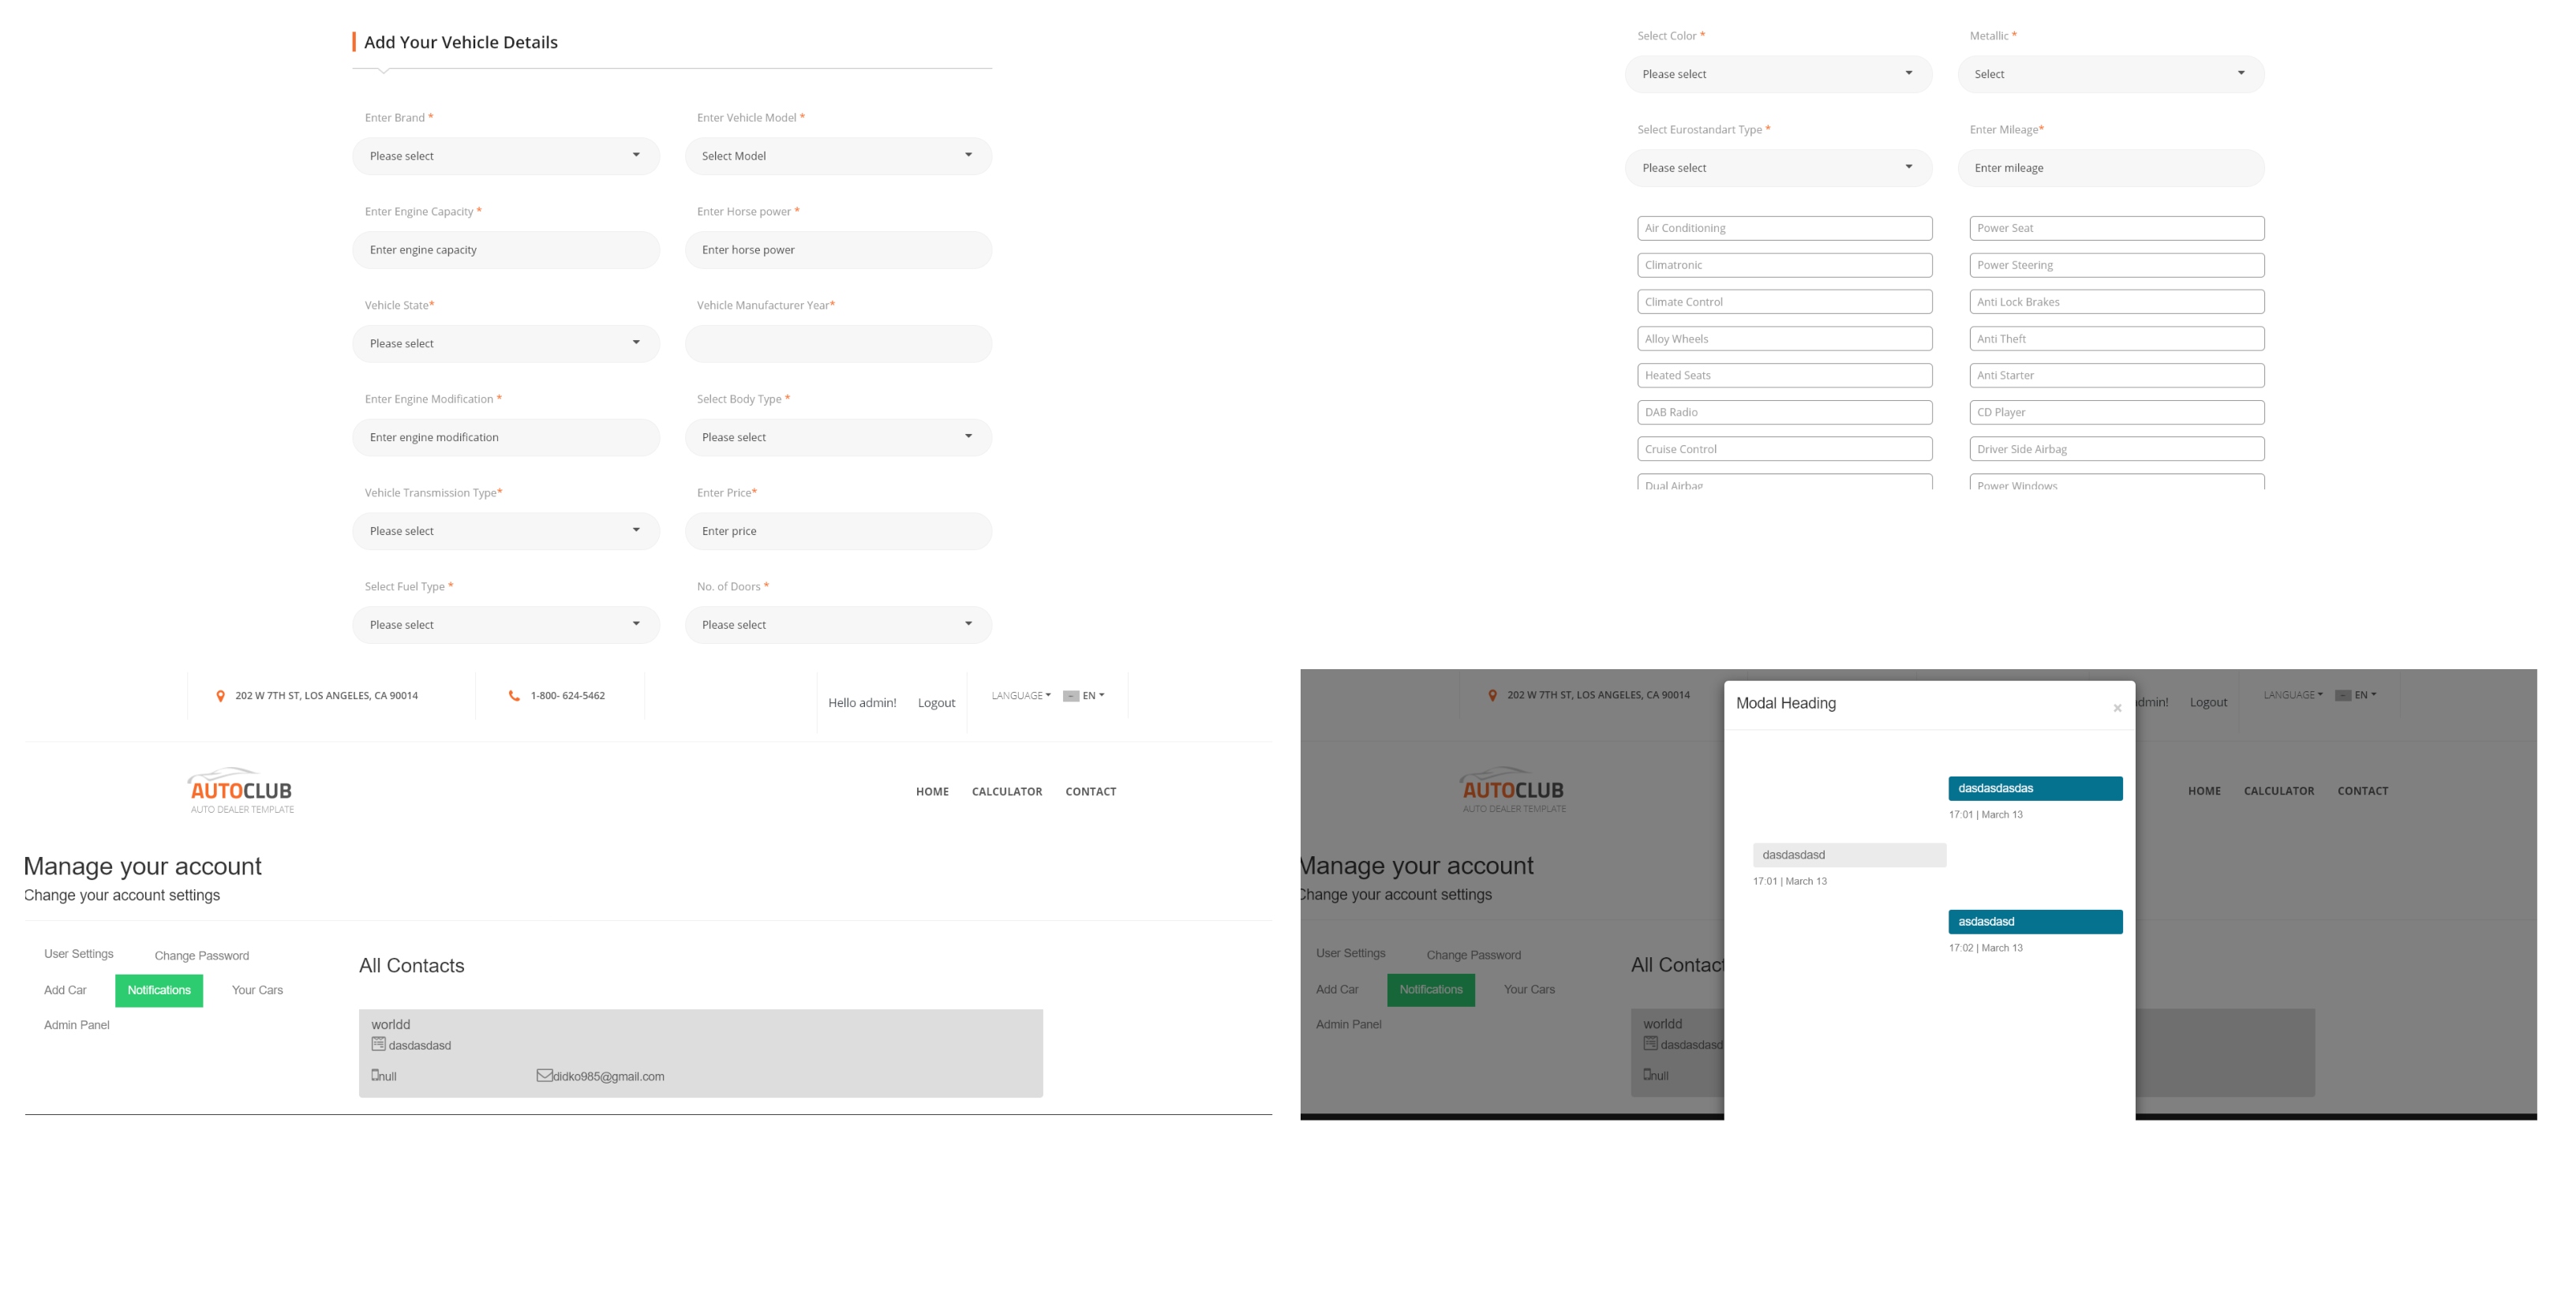 Add Your Vehicle Details
Enter Brand *
Enter Vehicle Model *
Please select
Select Model
Enter Engine Capacity *
Enter Horse power *
Enter engine capacity
Enter horse power
Vehicle State*
Vehicle Manufacturer Year*
Please select
Enter Engine Modification *
Select Body Type *
Enter engine modification
Please select
Vehicle Transmission Type*
Enter Price*
Please select
Enter price
Select Fuel Type *
No. of Doors *
Please select
Please select
Select Color *
Metallic *
Please select
Select
Select Eurostandart Type *
Enter Mileage*
Please select
Enter mileage
Air Conditioning
Power Seat
Climatronic
Power Steering
Climate Control
Anti Lock Brakes
Alloy Wheels
Anti Theft
Heated Seats
Anti Starter
DAB Radio
CD Player
Cruise Control
Driver Side Airbag
Dual Airbag
Power Windows
202 W 7TH ST, LOS ANGELES, CA 90014
1-800- 624-5462
Hello admin!
Logout
LANGUAGE
EN
AUTOCLUB
AUTO DEALER TEMPLATE
HOME
CALCULATOR
CONTACT
Manage your account
Change your account settings
User Settings
Change Password
Add Car
Notifications
Your Cars
Admin Panel
All Contacts
worldd
dasdasdasd
null
didko985@gmail.com
202 W 7TH ST, LOS ANGELES, CA 90014
dmin!
Logout
LANGUAGE
EN
AUTOCLUB
AUTO DEALER TEMPLATE
HOME
CALCULATOR
CONTACT
Manage your account
Change your account settings
User Settings
Change Password
Add Car
Notifications
Your Cars
Admin Panel
All Contac
worldd
dasdasdasd
null
Modal Heading
×
dasdasdasdas
17:01 | March 13
dasdasdasd
17:01 | March 13
asdasdasd
17:02 | March 13